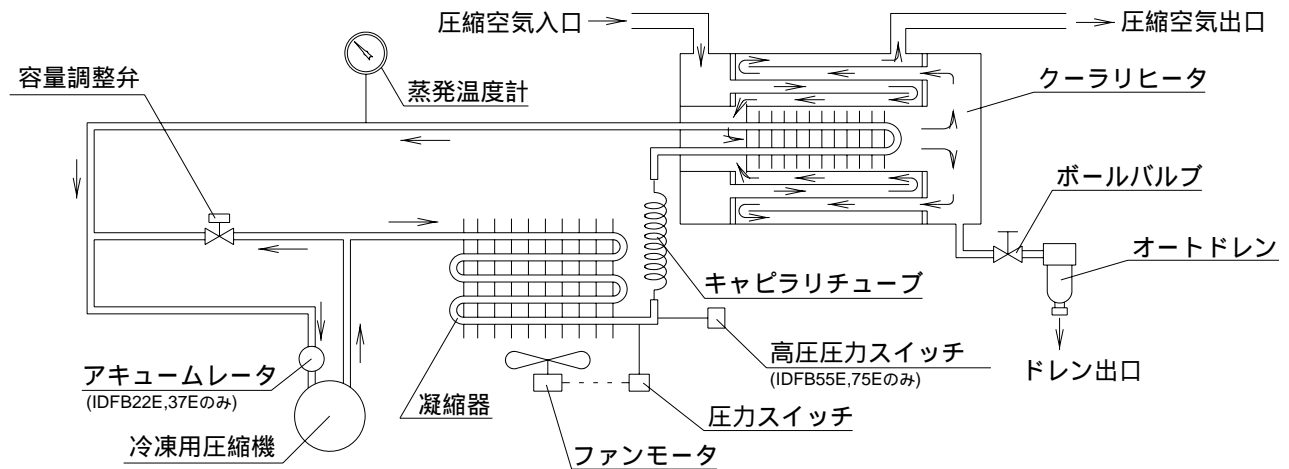 圧縮空気入口
圧縮空気出口
容量調整弁
蒸発温度計
クーラリヒータ
ボールバルブ
オートドレン
キャピラリチューブ
高圧圧力スイッチ
(IDFB55E,75Eのみ)
ドレン出口
アキュームレータ
(IDFB22E,37Eのみ)
凝縮器
圧力スイッチ
冷凍用圧縮機
ファンモータ